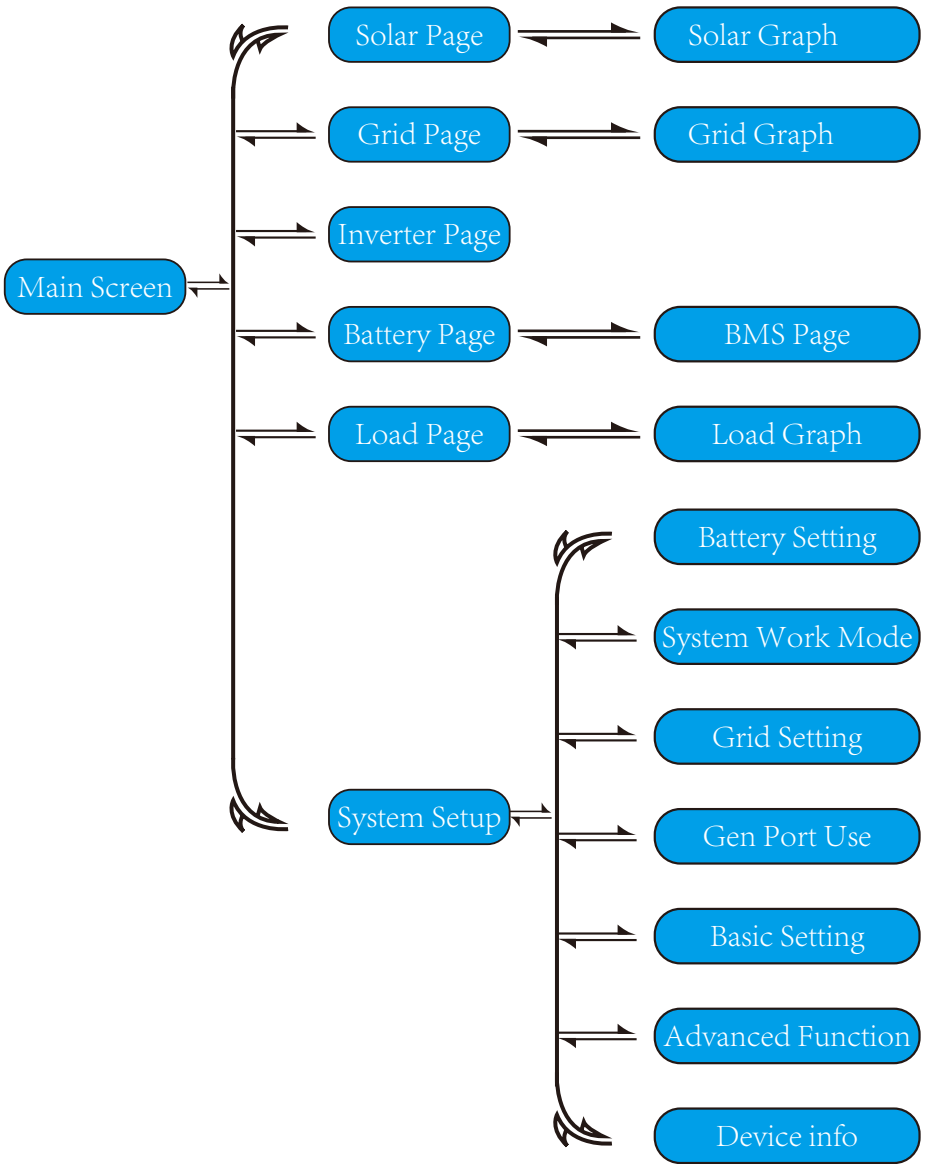 Solar Page
Solar Graph
Grid Page
Grid Graph
Inverter Page
Main Screen
Battery Page
BMS Page
Load Page
Load Graph
Battery Setting
System Work Mode
Grid Setting
System Setup
Gen Port Use
Basic Setting
Advanced Function
Device info